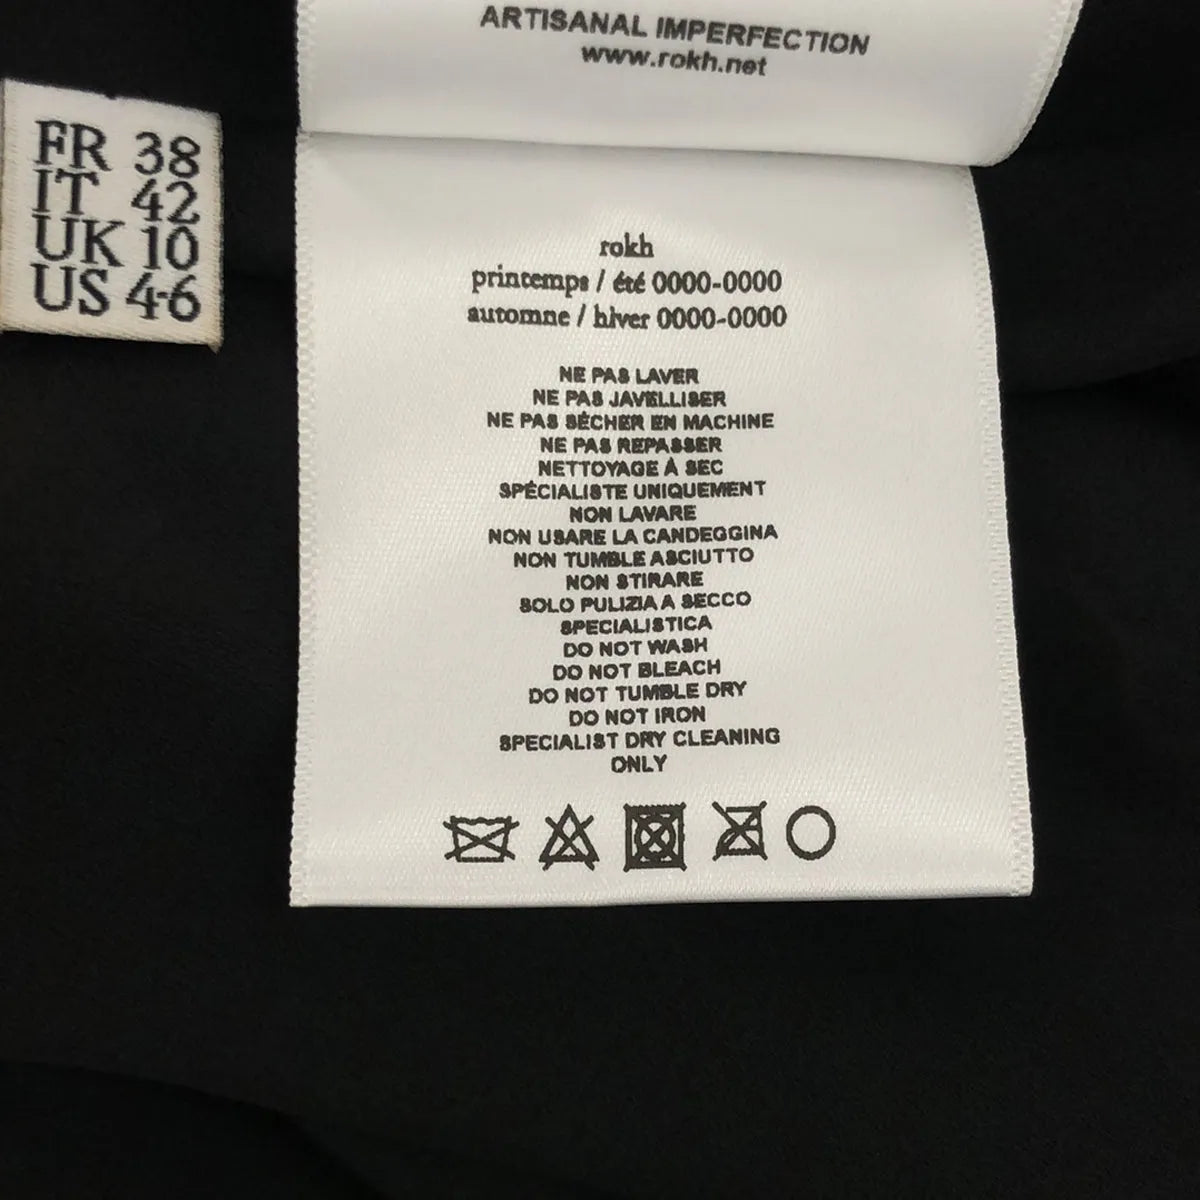 ARTISANAL IMPERFECTION
www.rokh.net
FR 38
IT 42
UK 10
US 4-6
rokh
printemps / été 0000-0000
automne / hiver 0000-0000
NE PAS LAVER
NE PAS JAVELLISER
NE PAS SÉCHER EN MACHINE
NE PAS REPASSER
NETTOYAGE À SEC
SPÉCIALISTE UNIQUEMENT
NON LAVARE
NON USARE LA CANDEGGINA
NON TUMBLE ASCIUTTO
NON STIRARE
SOLO PULIZIA A SECCO
SPECIALISTICA
DO NOT WASH
DO NOT BLEACH
DO NOT TUMBLE DRY
DO NOT IRON
SPECIALIST DRY CLEANING
ONLY